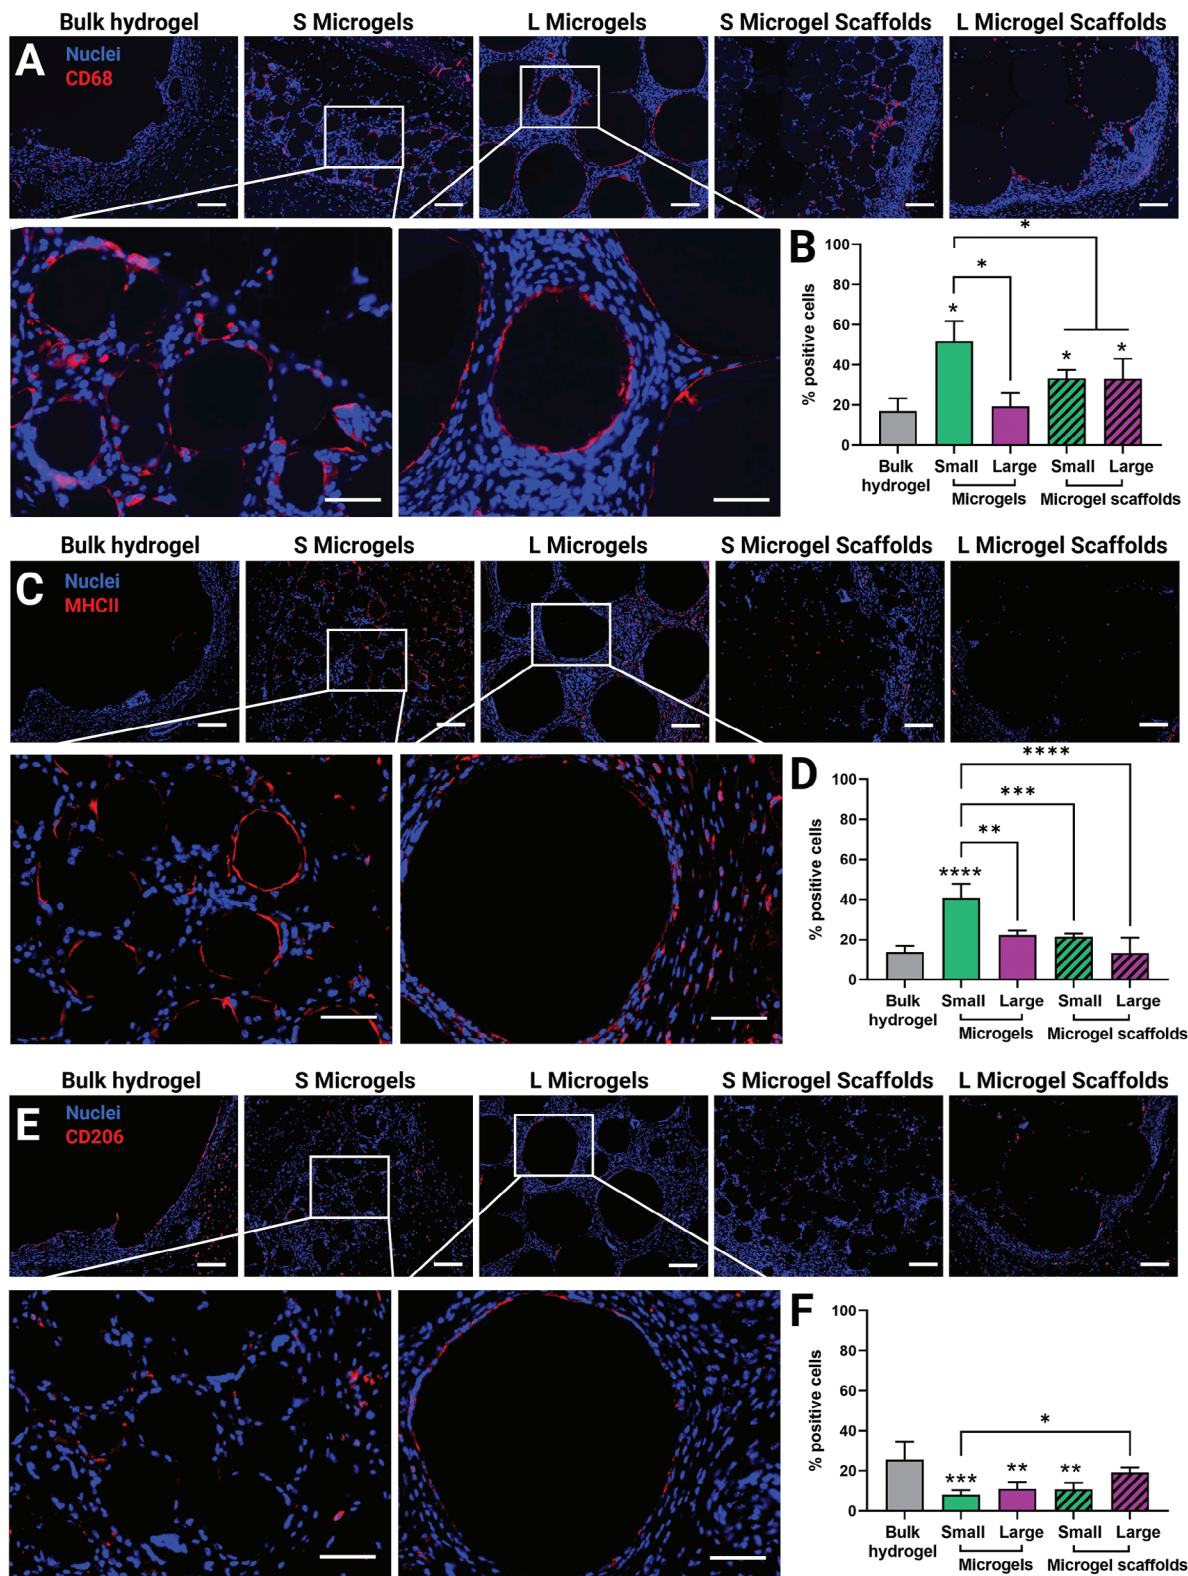 Bulk hydrogel S Microgels L Microgels S Microgel Scaffolds L Microgel Scaffolds
A Nuclei
CD68
B
*
*
* * *
% positive cells
100
80
60
40
20
0
Bulk hydrogel Small Large Small Large
Microgels Microgel scaffolds
Bulk hydrogel S Microgels L Microgels S Microgel Scaffolds L Microgel Scaffolds
C Nuclei
MHCII
D
****
***
**
****
% positive cells
100
80
60
40
20
0
Bulk hydrogel Small Large Small Large
Microgels Microgel scaffolds
Bulk hydrogel S Microgels L Microgels S Microgel Scaffolds L Microgel Scaffolds
E Nuclei
CD206
F
*
*** ** **
% positive cells
100
80
60
40
20
0
Bulk hydrogel Small Large Small Large
Microgels Microgel scaffolds